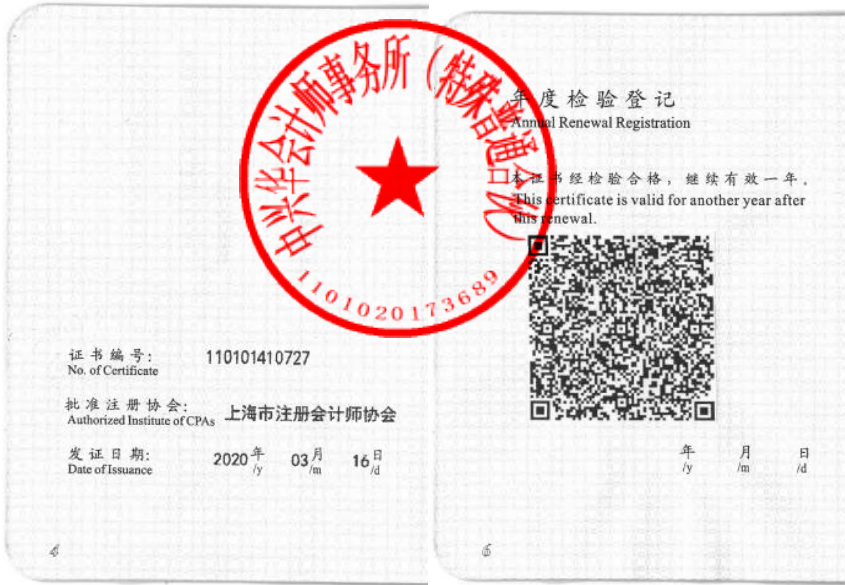 中兴华会计师事务所（特殊普通合伙）
1101020173689
证书编号： 110101410727
No. of Certificate
批准注册协会： 上海市注册会计师协会
Authorized Institute of CPAs
发证日期： 2020年 03月 16日
Date of Issuance /y /m /d
4
年度检验登记
Annual Renewal Registration
本证书经检验合格，继续有效一年。
This certificate is valid for another year after
this renewal.
年 月 日
/y /m /d
6